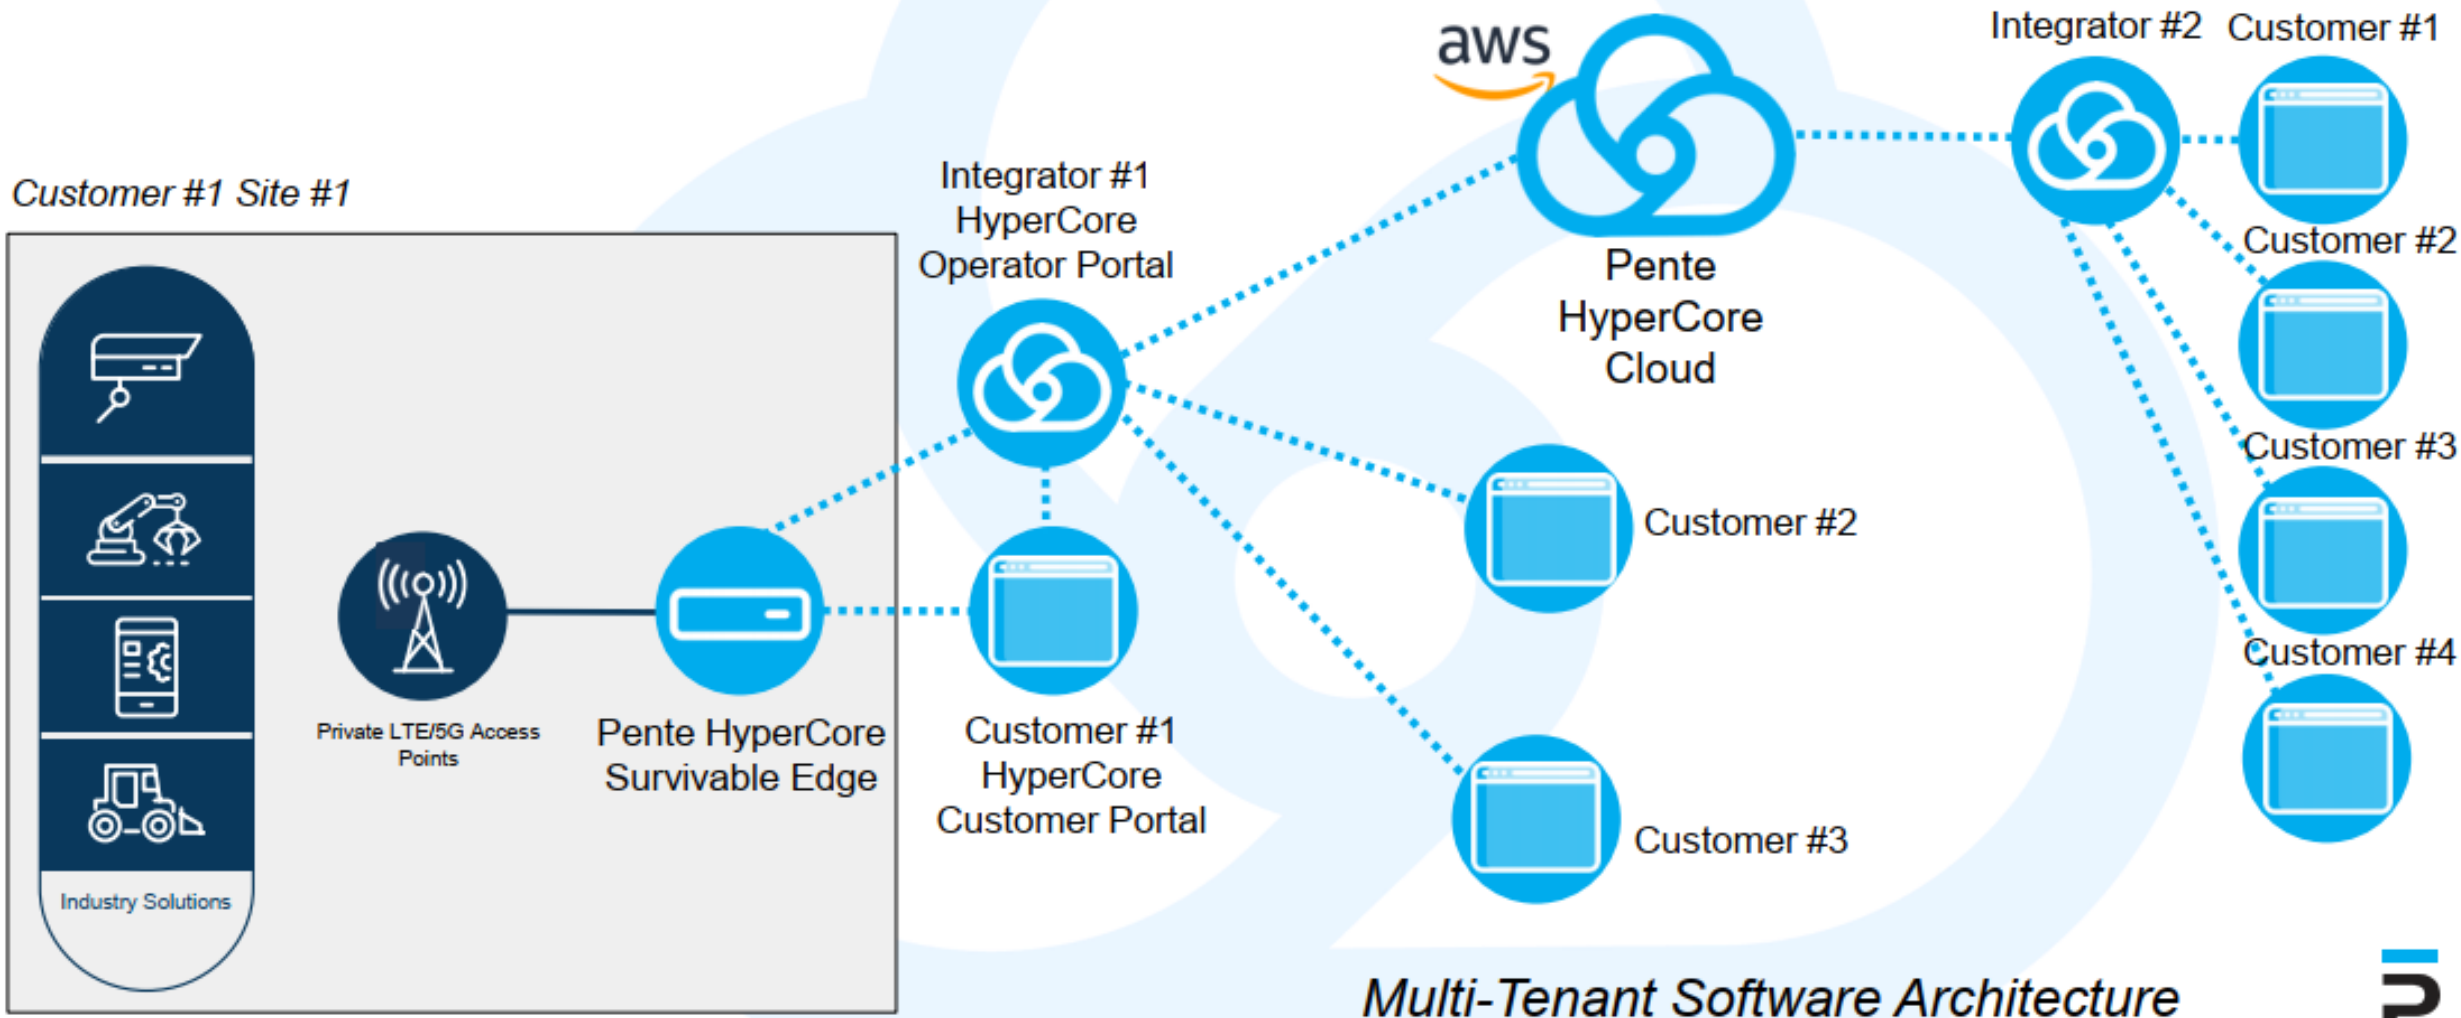 aws
Integrator #2
Customer #1
Integrator #1
HyperCore
Operator Portal
Customer #1 Site #1
Customer #2
Pente
HyperCore
Cloud
Customer #3
Customer #2
Customer #4
Private LTE/5G Access
Points
Pente HyperCore
Survivable Edge
Customer #1
HyperCore
Customer Portal
Customer #3
Industry Solutions
Multi-Tenant Software Architecture